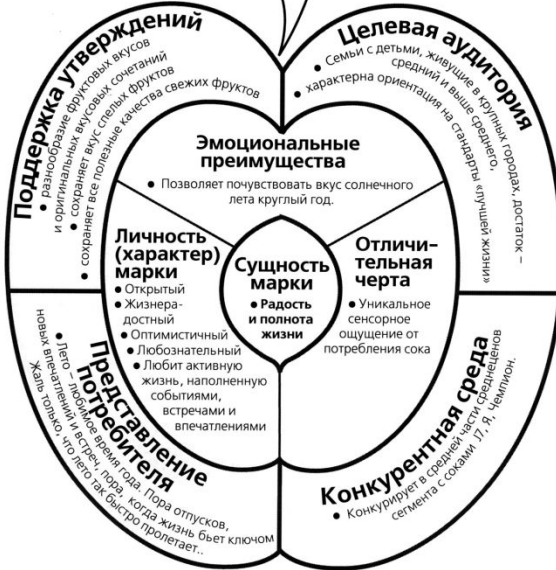 Поддержка утверждений
• разнообразие фруктовых вкусов
и оригинальных вкусовых сочетаний
• сохраняет вкус спелых фруктов
• сохраняет все полезные качества свежих фруктов
Целевая аудитория
• Семьи с детьми, живущие в крупных городах, достаток –
средний и выше среднего,
• характерна ориентация на стандарты «лучшей жизни»
Эмоциональные
преимущества
• Позволяет почувствовать вкус солнечного
лета круглый год.
Личность
(характер)
марки
• Открытый
• Жизнера-
достный
• Оптимистичный
• Любознательный
• Любит активную
жизнь, наполненную
событиями,
встречами и
впечатлениями
Сущность
марки
• Радость
и полнота
жизни
Отличи-
тельная
черта
• Уникальное
сенсорное
ощущение от
потребления сока
Представление
потребителя
• Лето – любимое время года. Пора отпусков,
новых впечатлений и встреч, пора, когда жизнь бьет ключом
Жаль только, что лето так быстро пролетает..
Конкурентная среда
• Конкурирует в средней части среднеценов
сегмента с соками J7, Я, Чемпион.